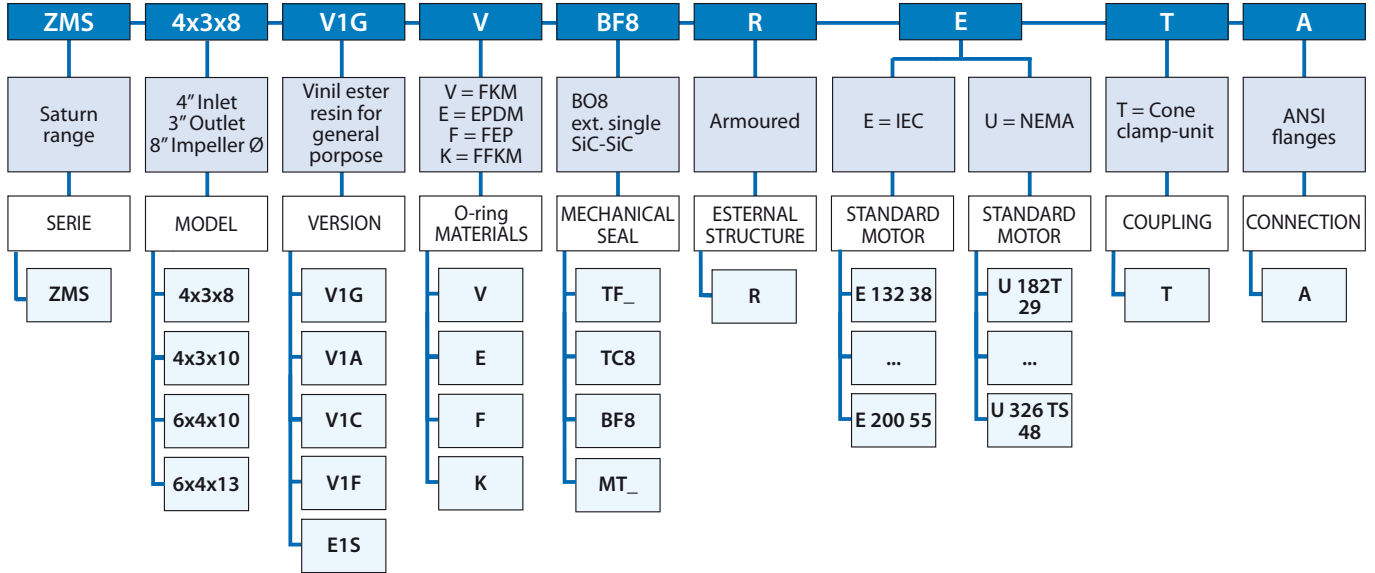 ZMS
4x3x8
V1G
V
BF8
R
E
T
A
Saturn
range
4” Inlet
3” Outlet
8” Impeller Ø
Vinil ester
resin for
general
porpose
V = FKM
E = EPDM
F = FEP
K = FFKM
BO8
ext. single
SiC-SiC
Armoured
E = IEC
U = NEMA
T = Cone
clamp-unit
ANSI
flanges
SERIE
MODEL
VERSION
O-ring
MATERIALS
MECHANICAL
SEAL
ESTERNAL
STRUCTURE
STANDARD
MOTOR
STANDARD
MOTOR
COUPLING
CONNECTION
ZMS
4x3x8
4x3x10
6x4x10
6x4x13
V1G
V1A
V1C
V1F
E1S
V
E
F
K
TF_
TC8
BF8
MT_
R
E 132 38
...
E 200 55
U 182T
29
...
U 326 TS
48
T
A